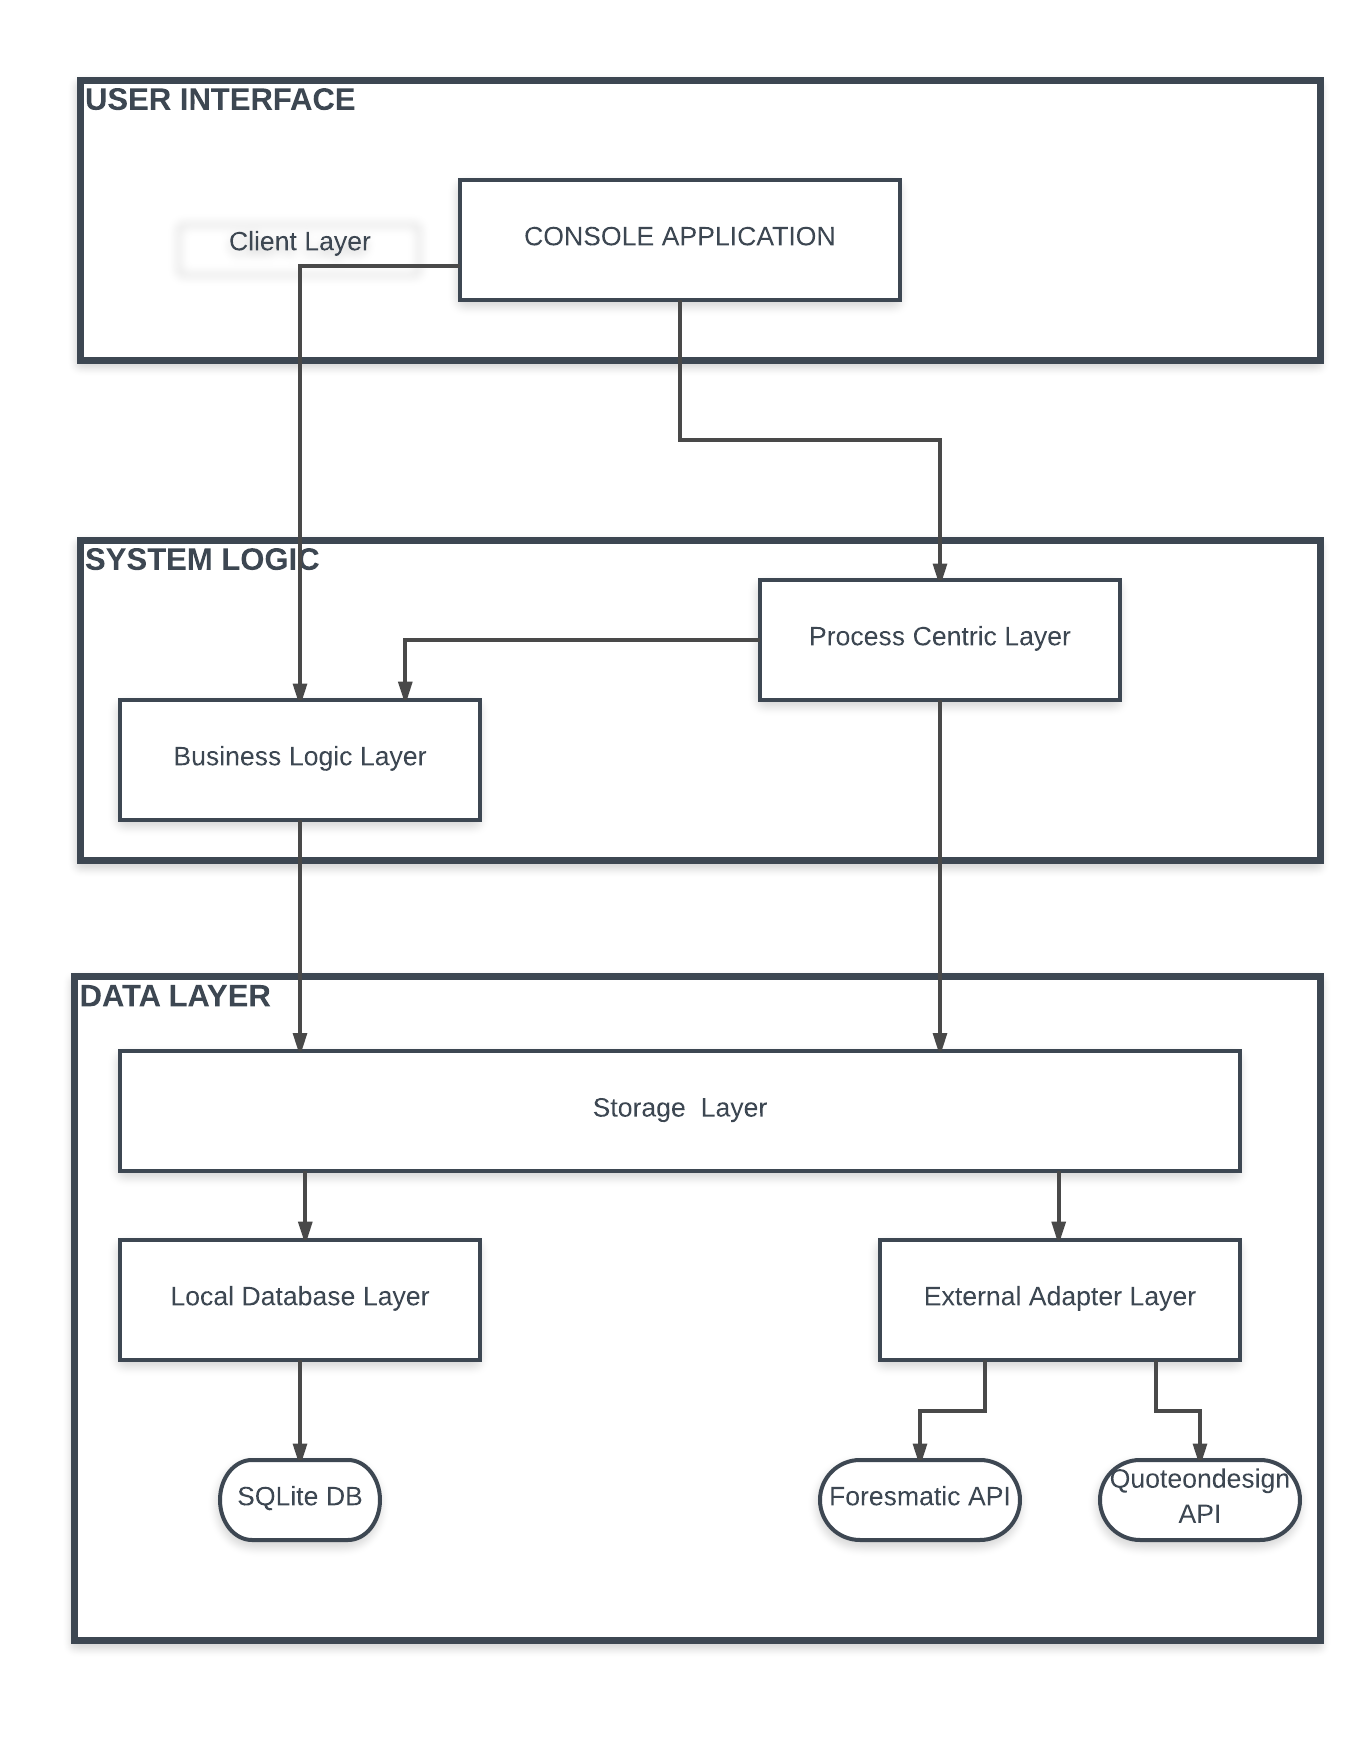 USER INTERFACE
CONSOLE APPLICATION
Client Layer
SYSTEM LOGIC
Process Centric Layer
Business Logic Layer
DATA LAYER
Storage Layer
Local Database Layer
External Adapter Layer
SQLite DB
Foresmatic API
Quoteondesign
API